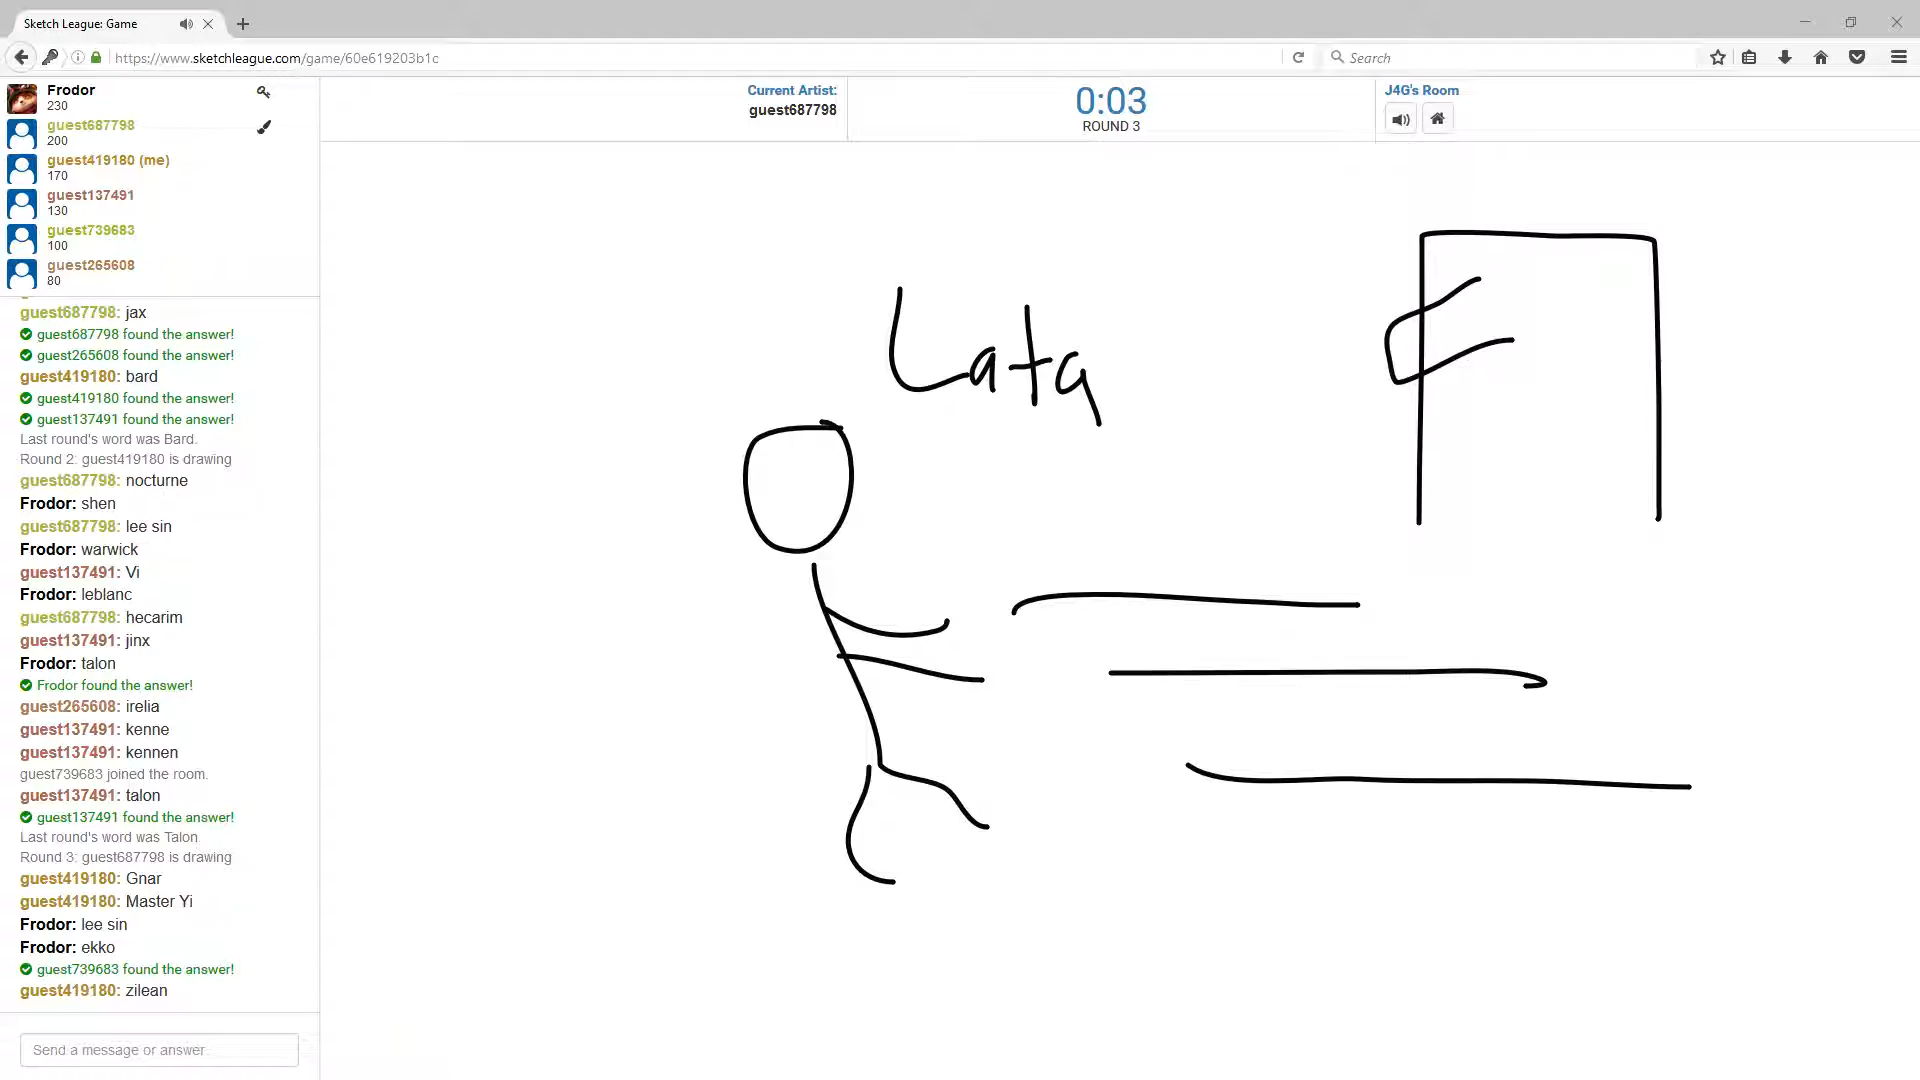 Sketch League: Game
https://www.sketchleague.com/game/60e619203b1c
Search
Frodor
230
guest687798
200
guest419180 (me)
170
guest137491
130
guest739683
100
guest265608
80
Current Artist:
guest687798
0:03
ROUND 3
J4G's Room
guest687798: jax
guest687798 found the answer!
guest265608 found the answer!
guest419180: bard
guest419180 found the answer!
guest137491 found the answer!
Last round's word was Bard.
Round 2: guest419180 is drawing
guest687798: nocturne
Frodor: shen
guest687798: lee sin
Frodor: warwick
guest137491: Vi
Frodor: leblanc
guest687798: hecarim
guest137491: jinx
Frodor: talon
Frodor found the answer!
guest265608: irelia
guest137491: kenne
guest137491: kennen
guest739683 joined the room.
guest137491: talon
guest137491 found the answer!
Last round's word was Talon
Round 3: guest687798 is drawing
guest419180: Gnar
guest419180: Master Yi
Frodor: lee sin
Frodor: ekko
guest739683 found the answer!
guest419180: zilean
Send a message or answer
Lata